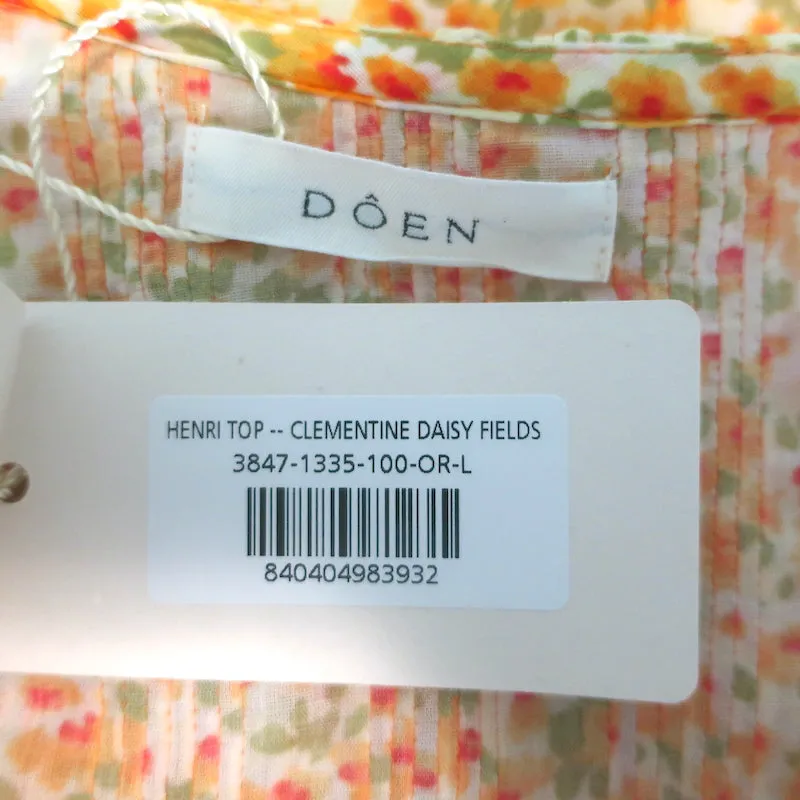 DÔEN
HENRI TOP -- CLEMENTINE DAISY FIELDS
3847-1335-100-OR-L
840404983932